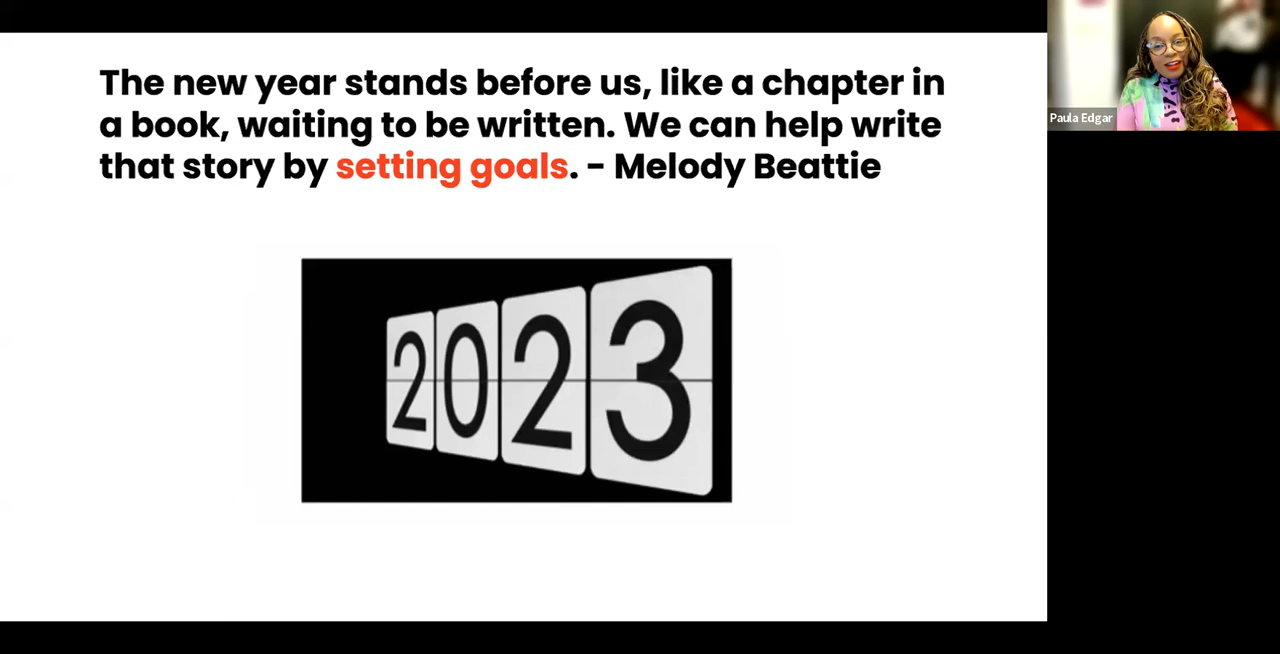 The new year stands before us, like a chapter in
a book, waiting to be written. We can help write
that story by setting goals. - Melody Beattie
2023
Paula Edgar